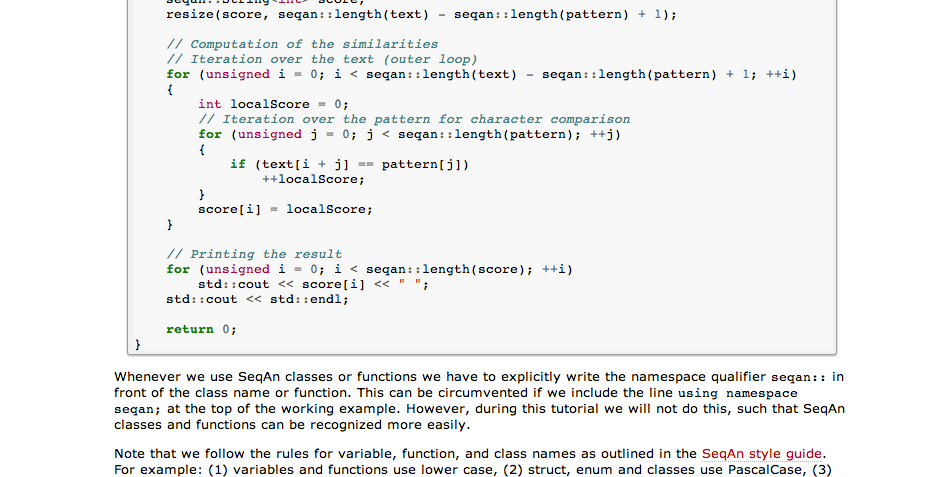 seqan::String<int> score;
resize(score, seqan::length(text) - seqan::length(pattern) + 1);
// Computation of the similarities
// Iteration over the text (outer loop)
for (unsigned i = 0; i < seqan::length(text) - seqan::length(pattern) + 1; ++i)
{
int localScore = 0;
// Iteration over the pattern for character comparison
for (unsigned j = 0; j < seqan::length(pattern); ++j)
{
if (text[i + j] == pattern[j])
++localScore;
}
score[i] = localScore;
}
// Printing the result
for (unsigned i = 0; i < seqan::length(score); ++i)
std::cout << score[i] << " ";
std::cout << std::endl;
return 0;
}
Whenever we use SeqAn classes or functions we have to explicitly write the namespace qualifier seqan:: in
front of the class name or function. This can be circumvented if we include the line using namespace
seqan; at the top of the working example. However, during this tutorial we will not do this, such that SeqAn
classes and functions can be recognized more easily.
Note that we follow the rules for variable, function, and class names as outlined in the SeqAn style guide.
For example: (1) variables and functions use lower case, (2) struct, enum and classes use PascalCase, (3)